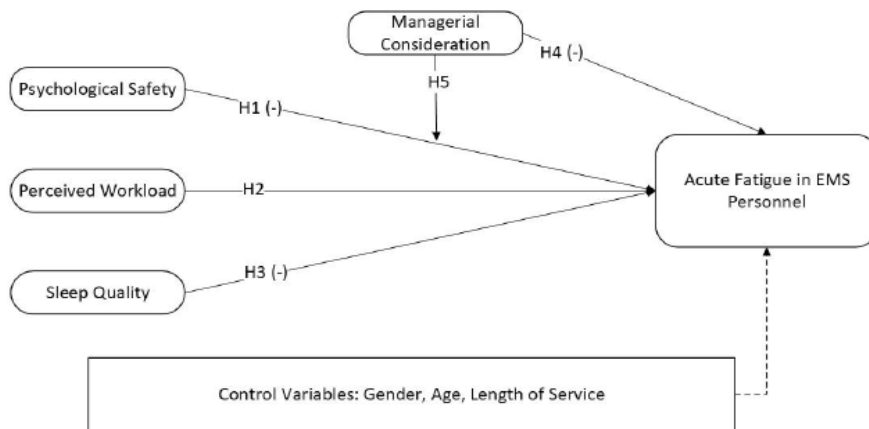 Managerial
Consideration
H4 (-)
H5
Psychological Safety
H1 (-)
Perceived Workload
H2
Acute Fatigue in EMS
Personnel
H3 (-)
Sleep Quality
Control Variables: Gender, Age, Length of Service